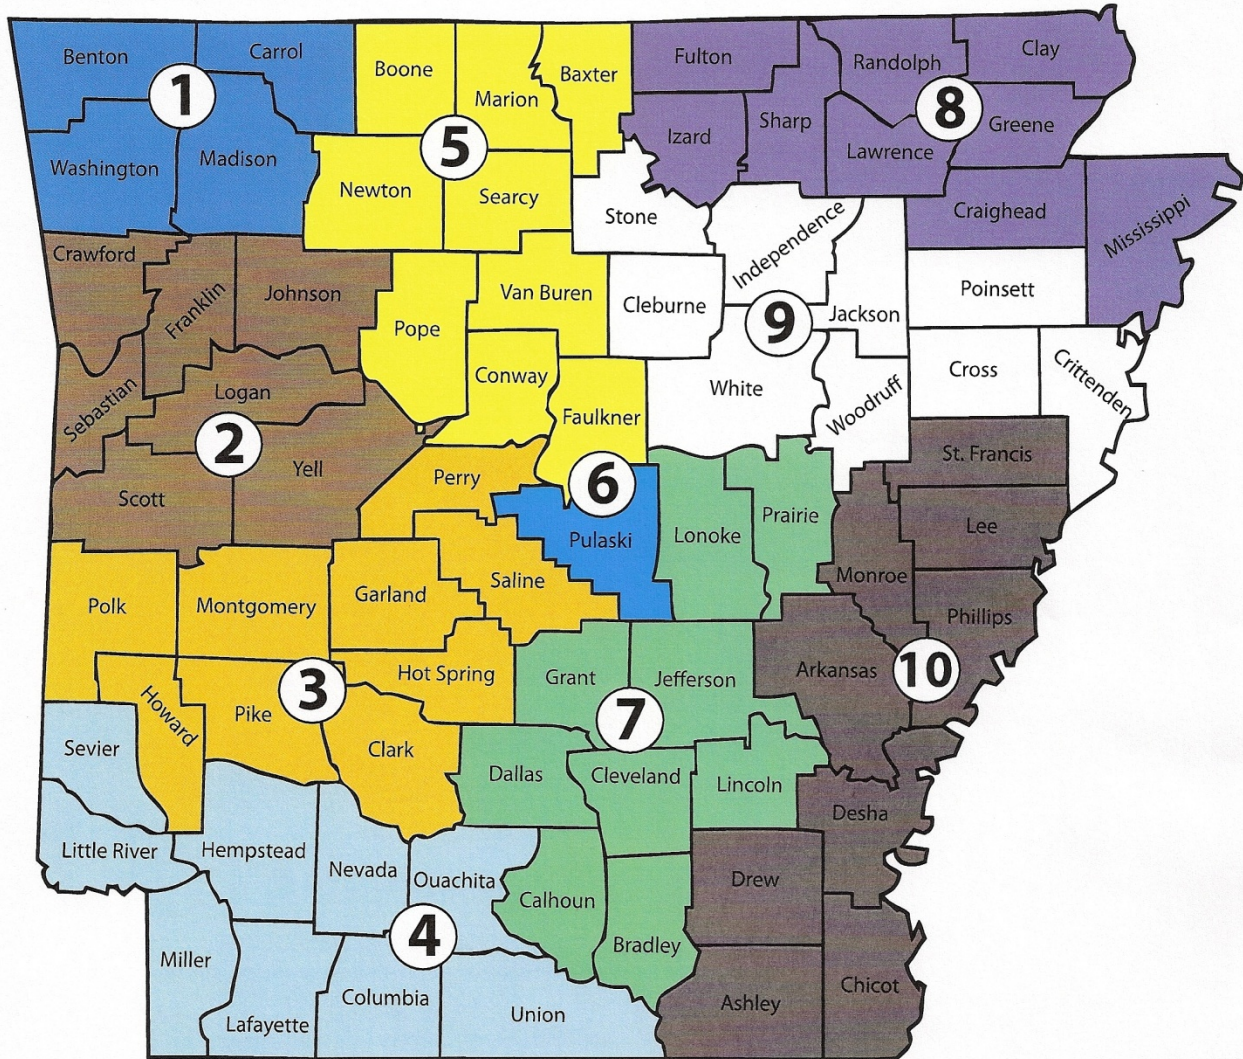 Benton
Carrol
1
Washington
Madison
Boone
Marion
Baxter
5
Newton
Searcy
Fulton
Randolph
Clay
8
Izard
Sharp
Lawrence
Greene
Craighead
Mississippi
Stone
Independence
Crawford
Franklin
Johnson
Pope
Van Buren
Cleburne
9
Jackson
Poinsett
Sebastian
Logan
2
Conway
Faulkner
White
Woodruff
Cross
Crittenden
Scott
Yell
Perry
6
Pulaski
Lonoke
Prairie
St. Francis
Lee
Monroe
Phillips
Polk
Montgomery
Garland
Saline
Hot Spring
3
Howard
Pike
Clark
Grant
Jefferson
7
Arkansas
10
Dallas
Cleveland
Lincoln
Desha
Sevier
Little River
Hempstead
Nevada
Ouachita
4
Calhoun
Bradley
Drew
Miller
Lafayette
Columbia
Union
Ashley
Chicot